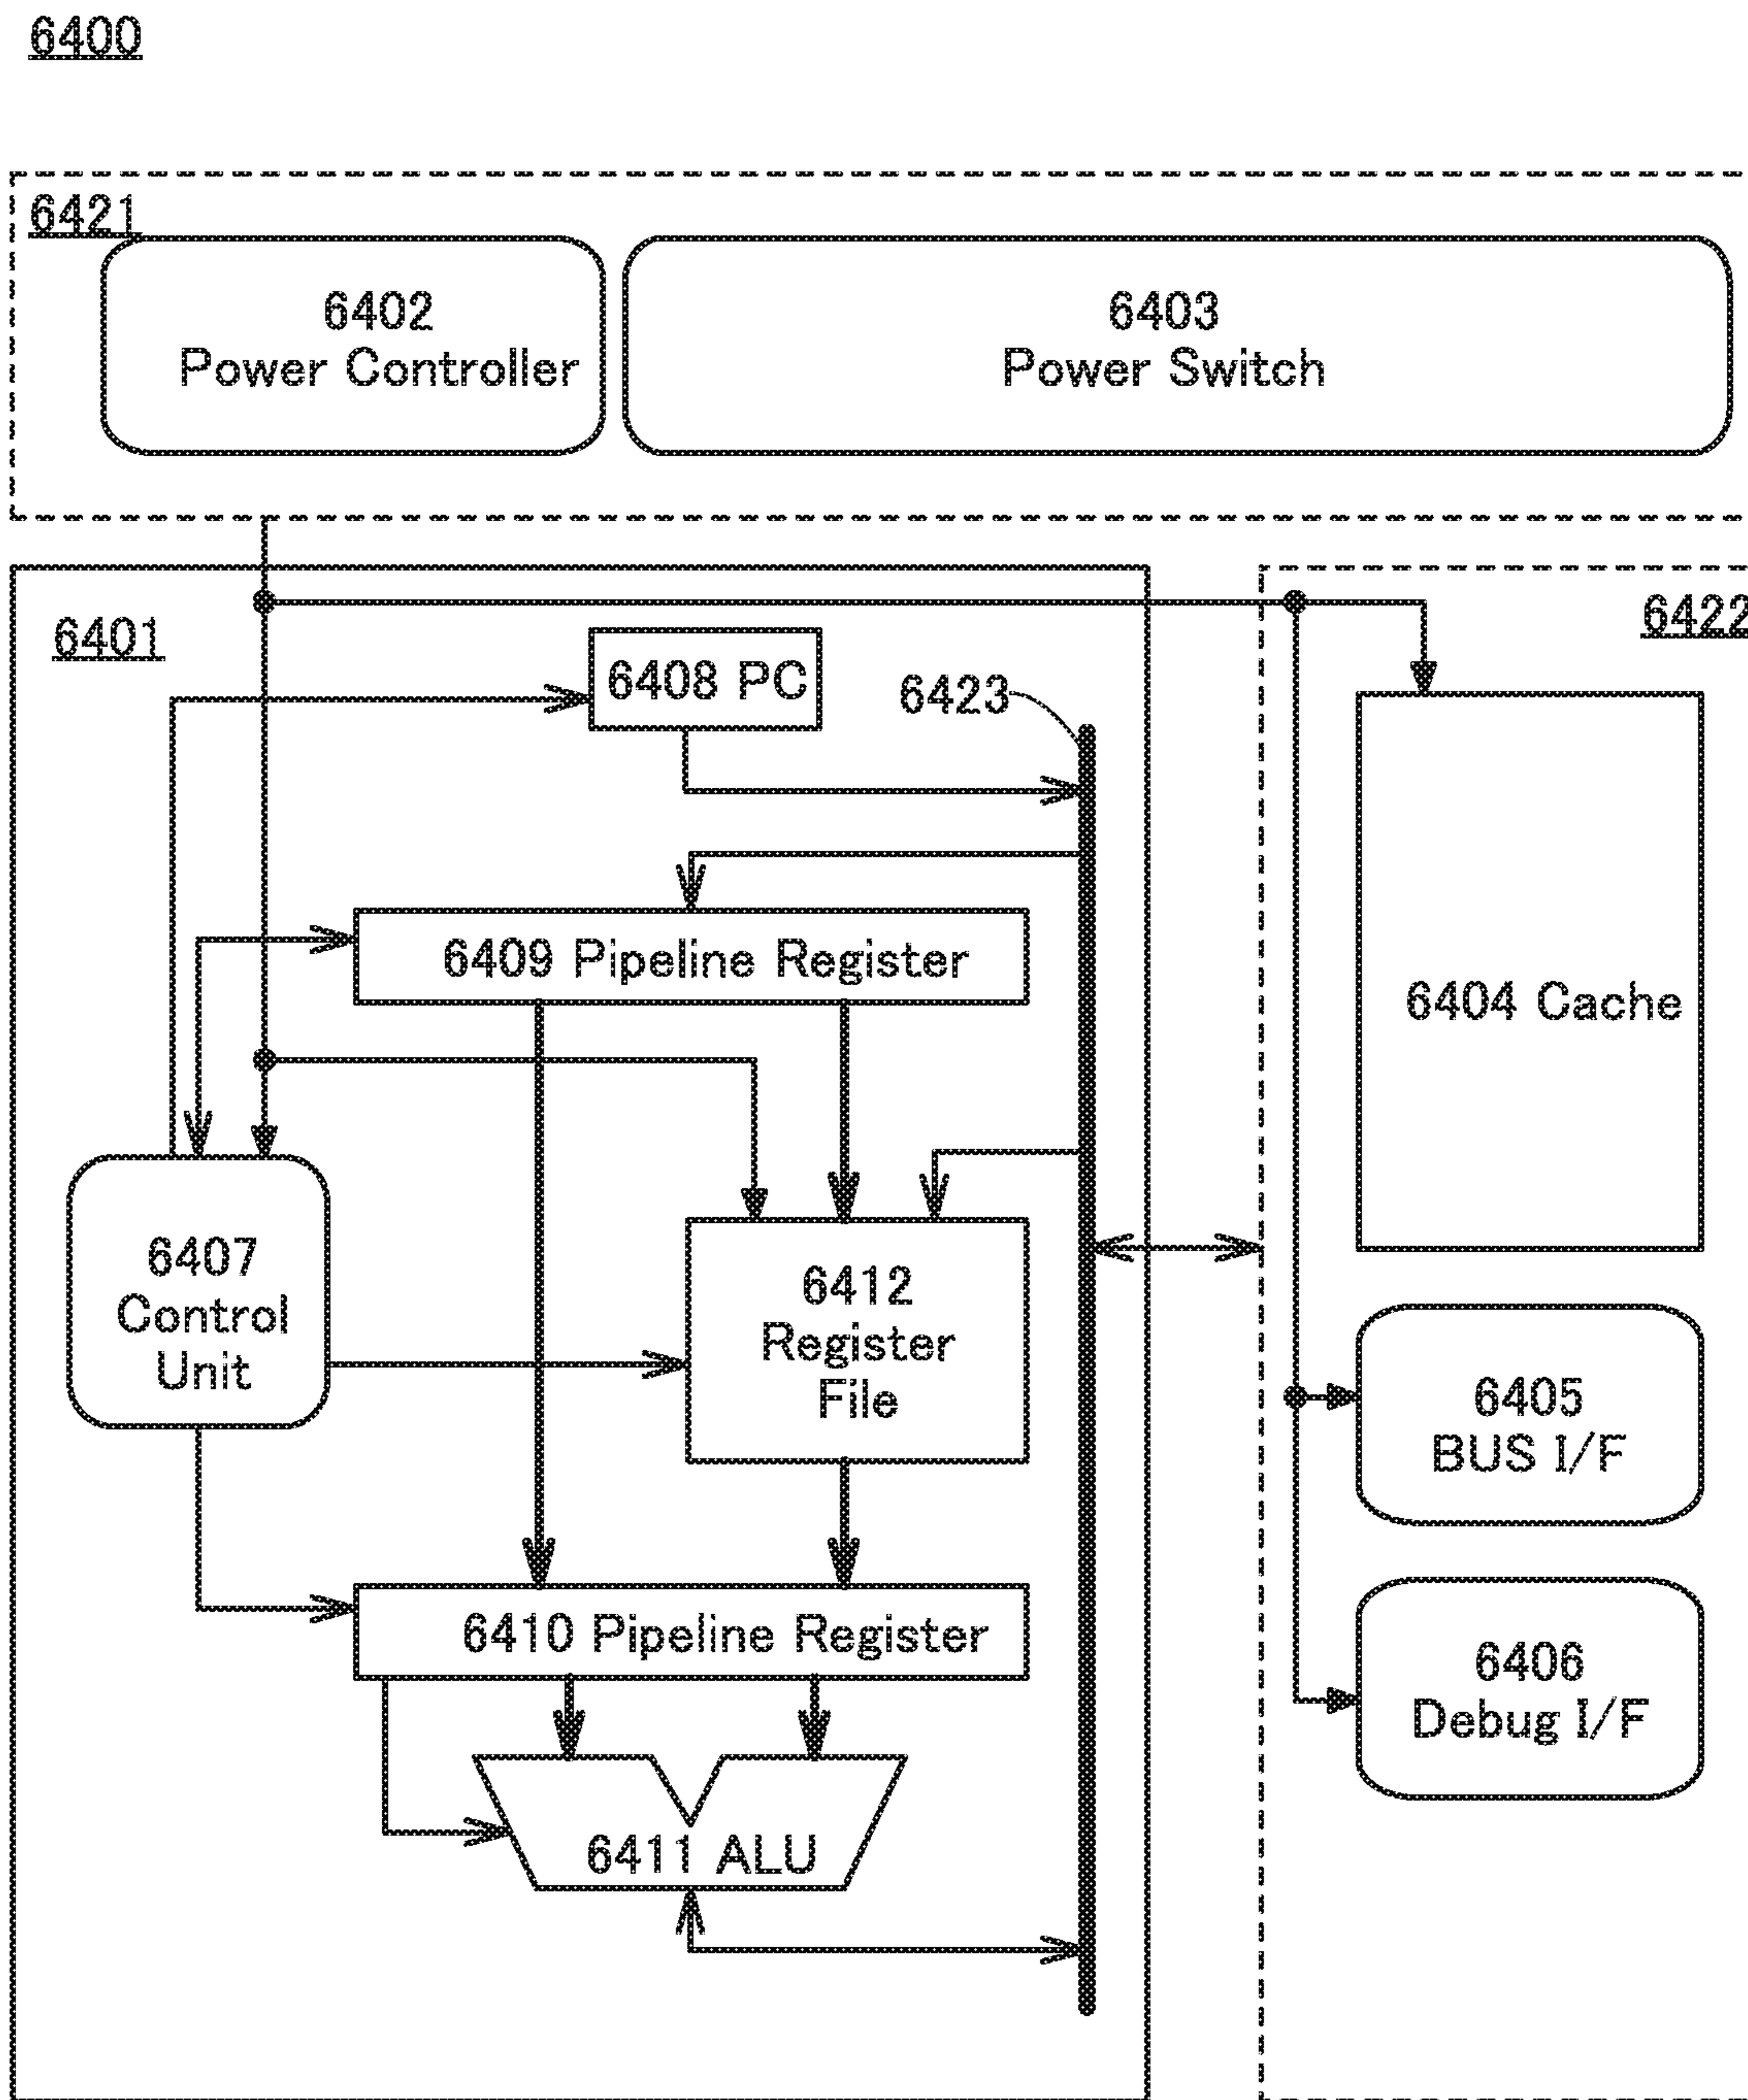 6400
6421
6402
Power Controller
6403
Power Switch
6401
6422
6408 PC
6423
6409 Pipeline Register
6404 Cache
6407
Control
Unit
6412
Register
File
6405
BUS I/F
6410 Pipeline Register
6406
Debug I/F
6411 ALU